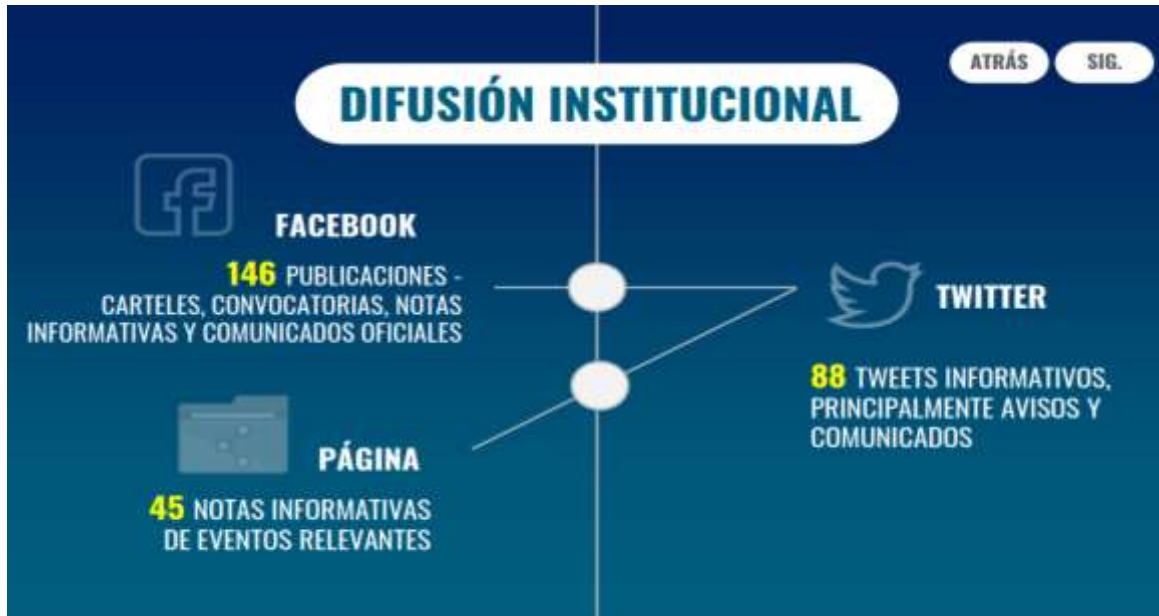 ATRÁS
SIG.
DIFUSIÓN INSTITUCIONAL
FACEBOOK
146 PUBLICACIONES -
CARTELES, CONVOCATORIAS, NOTAS
INFORMATIVAS Y COMUNICADOS OFICIALES
TWITTER
88 TWEETS INFORMATIVOS,
PRINCIPALMENTE AVISOS Y
COMUNICADOS
PÁGINA
45 NOTAS INFORMATIVAS
DE EVENTOS RELEVANTES